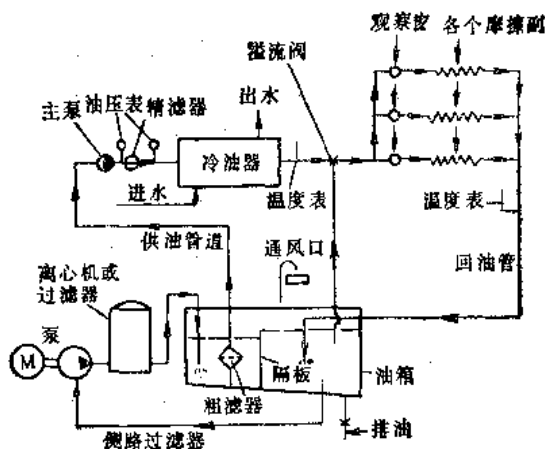 观察窗
各个摩擦副
溢流阀
出水
主泵
油压表
精滤器
冷油器
进水
温度表
温度表
供油管道
通风口
回油管
离心机或
过滤器
泵
M
隔板
油箱
粗滤器
侧路过滤器
排油